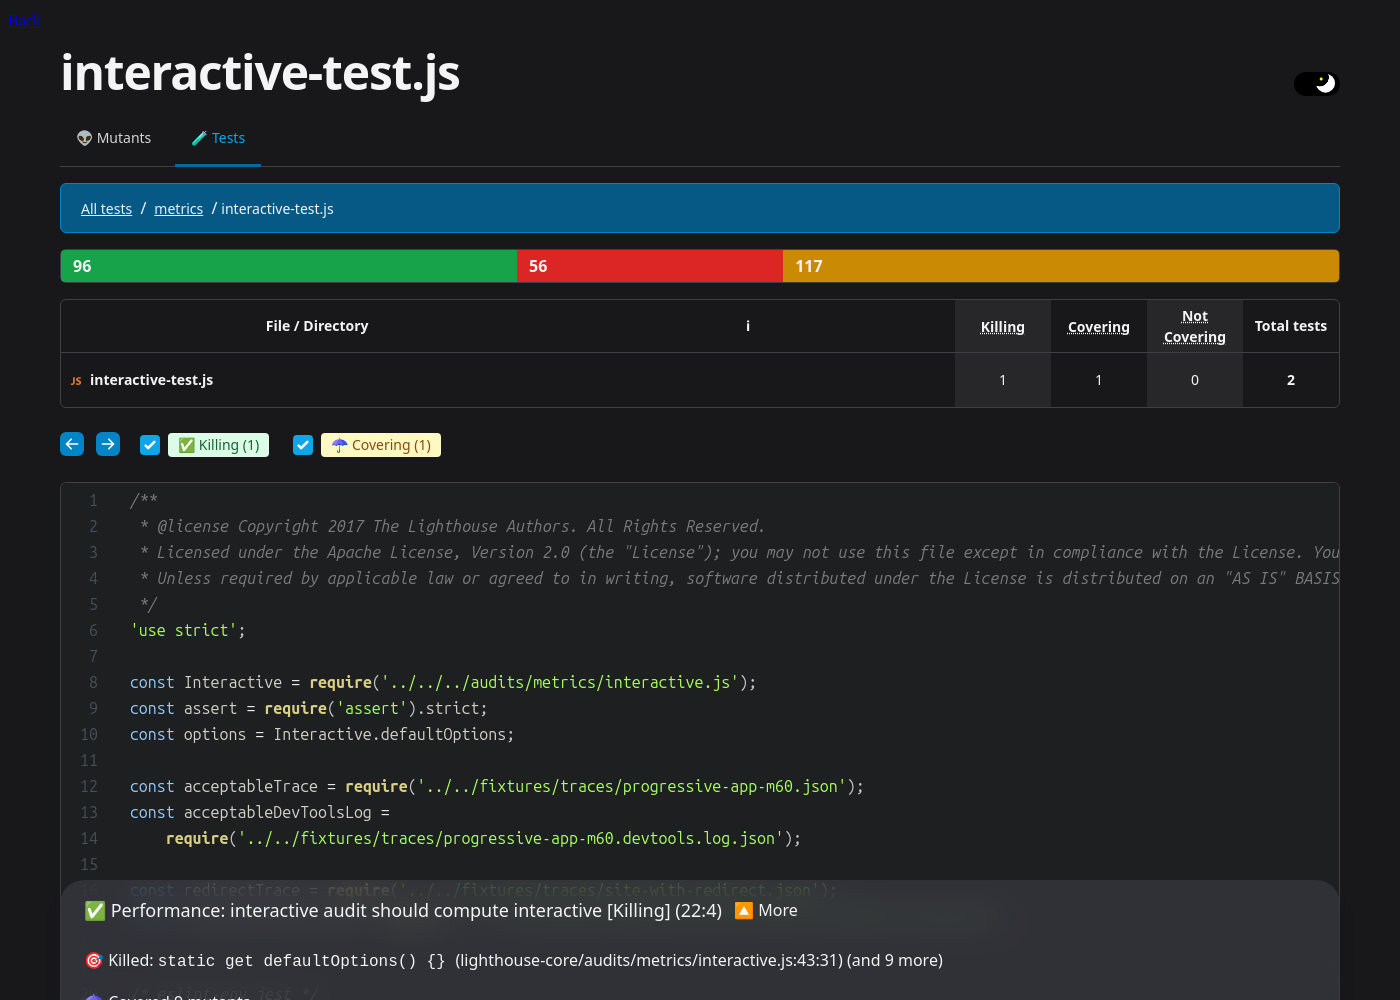 Back
interactive-test.js
👽 Mutants 🧪 Tests
All tests / metrics / interactive-test.js
96 56 117
File / Directory i Killing Covering Not Covering Total tests
JS interactive-test.js 1 1 0 2
✅ Killing (1) ☂️ Covering (1)
1 /**
2 * @license Copyright 2017 The Lighthouse Authors. All Rights Reserved.
3 * Licensed under the Apache License, Version 2.0 (the "License"); you may not use this file except in compliance with the License. You
4 * Unless required by applicable law or agreed to in writing, software distributed under the License is distributed on an "AS IS" BASIS
5 */
6 'use strict';
7
8 const Interactive = require('../../../audits/metrics/interactive.js');
9 const assert = require('assert').strict;
10 const options = Interactive.defaultOptions;
11
12 const acceptableTrace = require('../../fixtures/traces/progressive-app-m60.json');
13 const acceptableDevToolsLog =
14 require('../../fixtures/traces/progressive-app-m60.devtools.log.json');
15
const redirectTrace = require('../../fixtures/traces/site-with-redirect.json');
✅ Performance: interactive audit should compute interactive [Killing] (22:4) 🔼 More
🎯 Killed: static get defaultOptions() {} (lighthouse-core/audits/metrics/interactive.js:43:31) (and 9 more)
/* eslint-env jest */